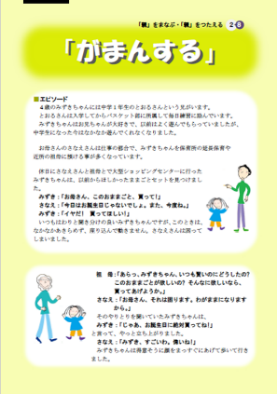 「親」をまなぶ・「親」をつたえる 2-8
「がまんする」
■エピソード
4歳のみずきちゃんには中学1年生のとおるさんという兄がいます。
とおるさんは入学してからバスケット部に所属して毎日練習に励んでいます。
みずきちゃんはお兄ちゃんが大好きで、以前はよく遊んでもらっていましたが、
中学生になった今はなかなか遊んでくれなくなりました。
お母さんのさなえさんは仕事の都合で、みずきちゃんを保育所の延長保育や
近所の祖母に預ける事が多くなっています。
休日にさなえさんと祖母とで大型ショッピングセンターに行った
みずきちゃんは、以前からほしかったままごとセットを見つけまし
た。
みずき:「お母さん、このおままごと、買って!」
さなえ:「今日はお誕生日じゃないでしょ。また、今度ね。」
みずき:「イヤだ! 買ってほしい!」
いつもはわりと聞き分けの良いみずきちゃんですが、このときは、
なかなかあきらめず、座り込んで動きません。さなえさんは困って
しまいました。
祖 母:「あらっ、みずきちゃん、いつも賢いのにどうしたの?
このおままごとが欲しいの? そんなに欲しいなら、
買ってあげようか。」
さなえ:「お母さん、それは困ります。わがままになります
から。」
そのやりとりを聞いていたみずきちゃんは、
みずき:「じゃあ、お誕生日に絶対買ってね!」
と言って、やっと立ち上がりました。
さなえ:「みずき、すごいわ。偉いね!」
みずきちゃんは得意そうに顔をまっすぐにあげて歩いて行き
ました。